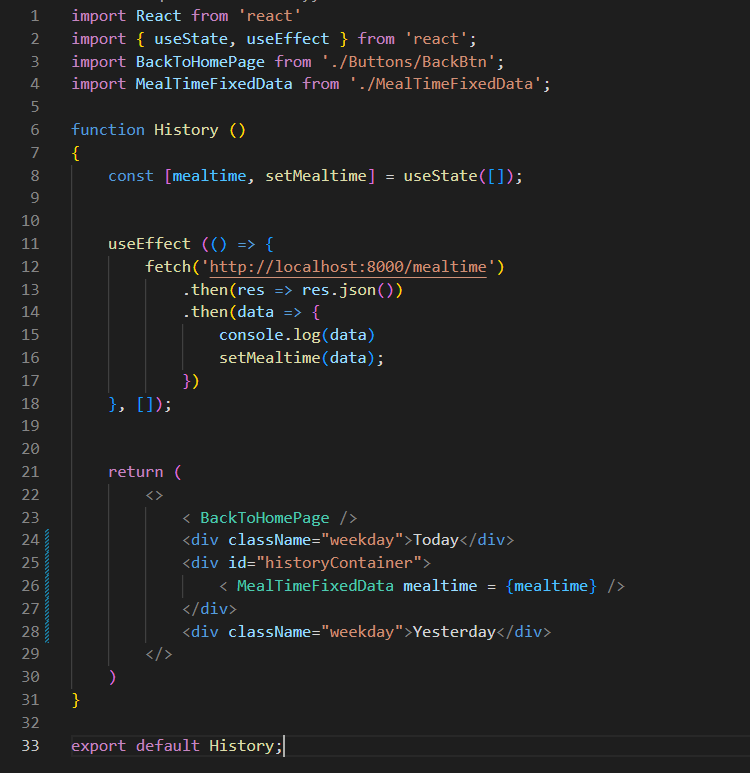 1 import React from 'react'
2 import { useState, useEffect } from 'react';
3 import BackToHomePage from './Buttons/BackBtn';
4 import MealTimeFixedData from './MealTimeFixedData';
5
6 function History ()
7 {
8     const [mealtime, setMealtime] = useState([]);
9
10
11     useEffect (() => {
12         fetch('http://localhost:8000/mealtime')
13             .then(res => res.json())
14             .then(data => {
15                 console.log(data)
16                 setMealtime(data);
17             })
18     }, []);
19
20
21     return (
22         <>
23             < BackToHomePage />
24             <div className="weekday">Today</div>
25             <div id="historyContainer">
26                 < MealTimeFixedData mealtime = {mealtime} />
27             </div>
28             <div className="weekday">Yesterday</div>
29         </>
30     )
31 }
32
33 export default History;